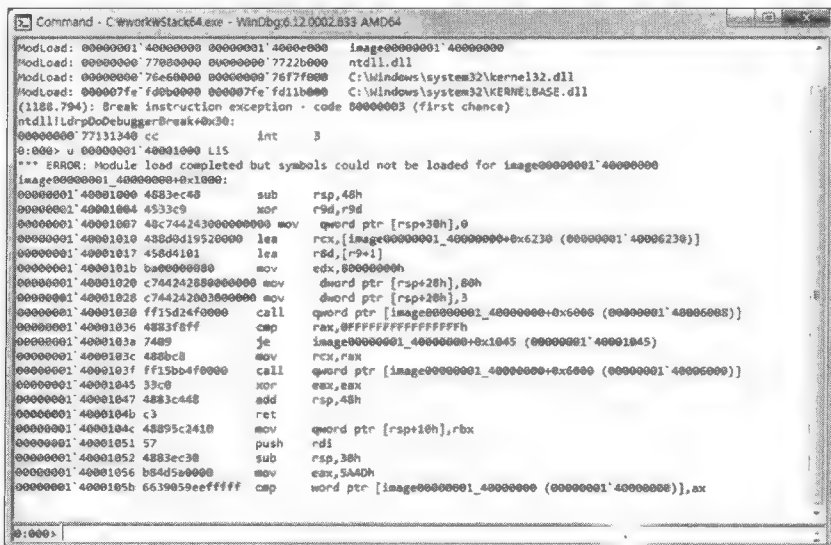 Command - C:₩work₩Stack64.exe - WinDbg:6.12.0002.633 AMD64
ModLoad: 00000001`40000000 00000001`4000e000   image00000001`40000000
ModLoad: 00000000`77080000 00000000`7722b000   ntdll.dll
ModLoad: 00000000`76e60000 00000000`76f7f000   C:\Windows\system32\kernel32.dll
ModLoad: 000007fe`fd0b0000 000007fe`fd11b000   C:\Windows\system32\KERNELBASE.dll
(1188.794): Break instruction exception - code 80000003 (first chance)
ntdll!LdrpDoDebuggerBreak+0x30:
00000000`77131340 cc              int     3
0:000> u 00000001`40001000 L15
*** ERROR: Module load completed but symbols could not be loaded for image00000001`40000000
image00000001_40000000+0x1000:
00000001`40001000 4883ec48        sub     rsp,48h
00000001`40001004 4533c9          xor     r9d,r9d
00000001`40001007 48c744243000000000 mov   qword ptr [rsp+30h],0
00000001`40001010 488d0d19520000  lea     rcx,[image00000001_40000000+0x6230 (00000001`40006230)]
00000001`40001017 458d4101        lea     r8d,[r9+1]
00000001`4000101b ba00000080      mov     edx,80000000h
00000001`40001020 c744242880000000 mov     dword ptr [rsp+28h],80h
00000001`40001028 c744242003000000 mov     dword ptr [rsp+20h],3
00000001`40001030 ff15d24f0000    call    qword ptr [image00000001_40000000+0x6008 (00000001`40006008)]
00000001`40001036 4883f8ff        cmp     rax,0FFFFFFFFFFFFFFFFh
00000001`4000103a 7409            je      image00000001_40000000+0x1045 (00000001`40001045)
00000001`4000103c 488bc8          mov     rcx,rax
00000001`4000103f ff15bb4f0000    call    qword ptr [image00000001_40000000+0x6000 (00000001`40006000)]
00000001`40001045 33c0            xor     eax,eax
00000001`40001047 4883c448        add     rsp,48h
00000001`4000104b c3              ret
00000001`4000104c 48895c2410      mov     qword ptr [rsp+10h],rbx
00000001`40001051 57              push    rdi
00000001`40001052 4883ec30        sub     rsp,30h
00000001`40001056 b84d5a0000      mov     eax,5A4Dh
00000001`4000105b 6639059eefffff  cmp     word ptr [image00000001_40000000 (00000001`40000000)],ax
0:000>